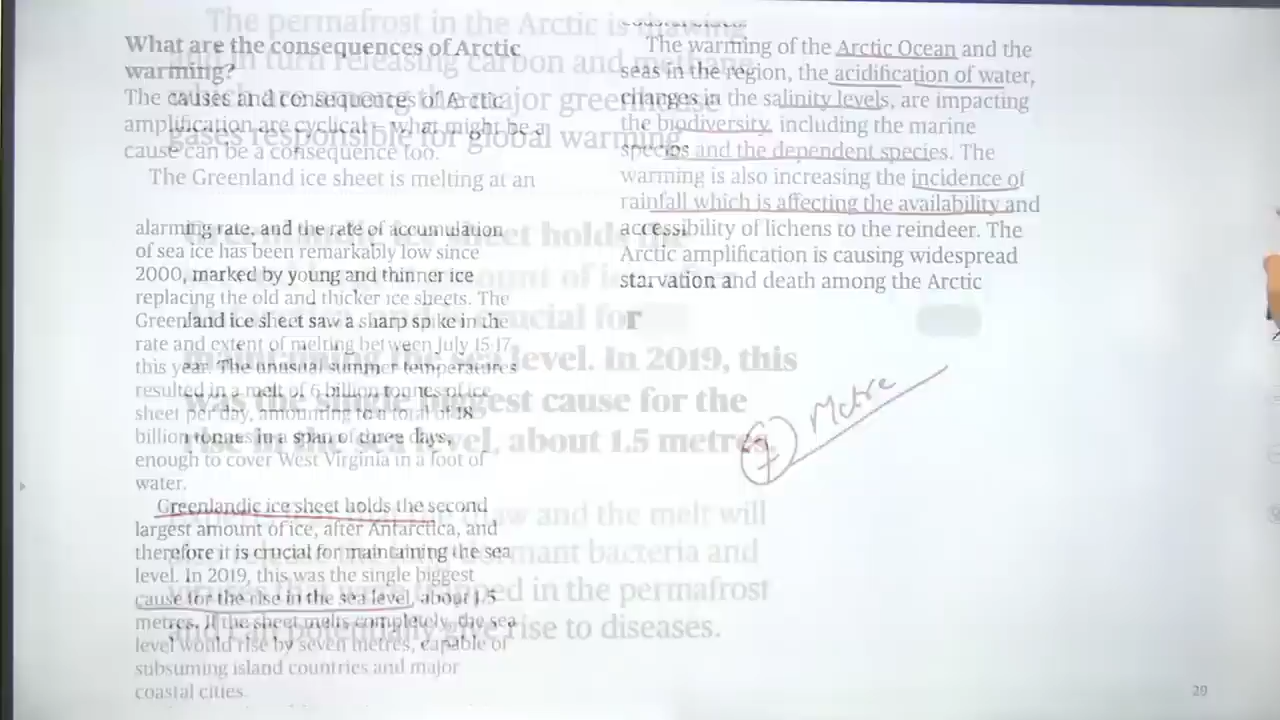 What are the consequences of Arctic
warming?
The causes and consequences of Arctic
amplification are cyclical – what might be a
cause can be a consequence too.
The Greenland ice sheet is melting at an
alarming rate, and the rate of accumulation
of sea ice has been remarkably low since
2000, marked by young and thinner ice
replacing the old and thicker ice sheets. The
Greenland ice sheet saw a sharp spike in the
rate and extent of melting between July 15-17
this year. The unusual summer temperatures
resulted in a melt of 6 billion tonnes of ice
sheet per day, amounting to a total of 18
billion tonnes in a span of three days,
enough to cover West Virginia in a foot of
water.
Greenlandic ice sheet holds the second
largest amount of ice, after Antarctica, and
therefore it is crucial for maintaining the sea
level. In 2019, this was the single biggest
cause for the rise in the sea level, about 1.5
metres. If the sheet melts completely, the sea
level would rise by seven metres, capable of
subsuming island countries and major
coastal cities.
The warming of the Arctic Ocean and the
seas in the region, the acidification of water,
changes in the salinity levels, are impacting
the biodiversity, including the marine
species and the dependent species. The
warming is also increasing the incidence of
rainfall which is affecting the availability and
accessibility of lichens to the reindeer. The
Arctic amplification is causing widespread
starvation and death among the Arctic
The permafrost in the Arctic is thawing
in turn releasing carbon and methane
which are among the major greenhouse
gases responsible for global warming.
ice sheet holds the
amount of ice, after
is crucial for
maintaining the sea level. In 2019, this
was the single biggest cause for the
rise in the sea level, about 1.5 metres.
thaw and the melt will
dormant bacteria and
in the permafrost
and can potentially give rise to diseases.
7 Metre
29